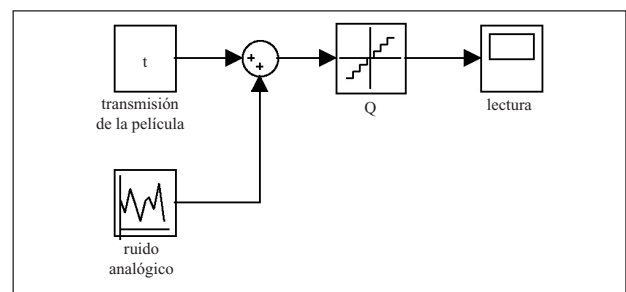 t
+
+
transmisión
de la película
Q
lectura
ruido
analógico